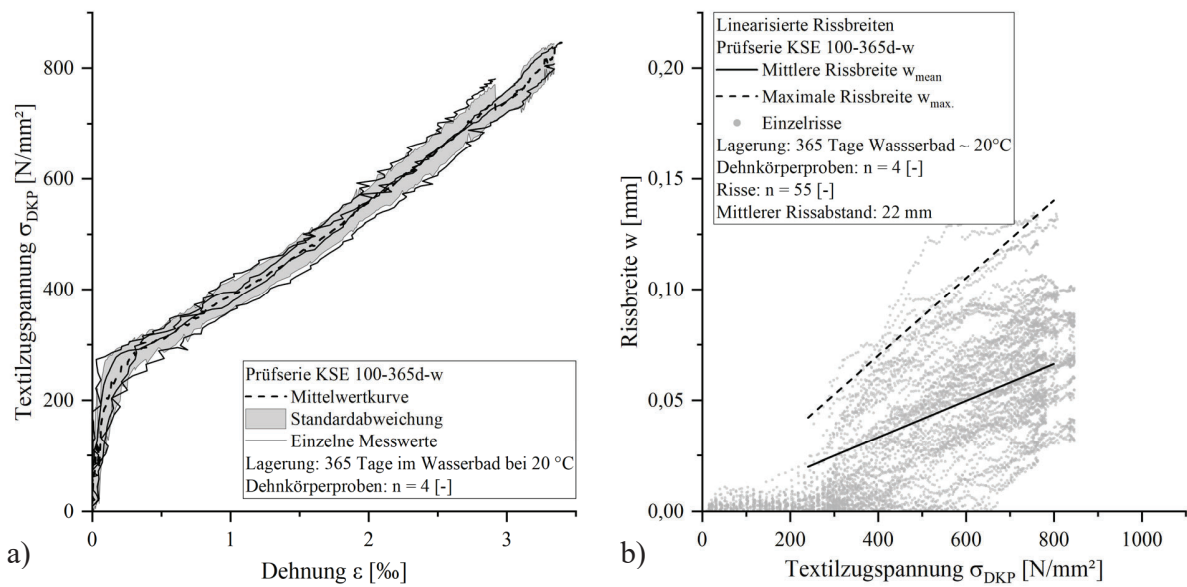 a)
Textilzugspannung σDKP [N/mm²]
800
600
400
200
0
0
1
2
3
Dehnung ε [‰]
Prüfserie KSE 100-365d-w
Mittelwertkurve
Standardabweichung
Einzelne Messwerte
Lagerung: 365 Tage im Wasserbad bei 20 °C
Dehnkörperproben: n = 4 [-]
b)
Rissbreite w [mm]
0,20
0,15
0,10
0,05
0,00
200
400
600
800
1000
Textilzugspannung σDKP [N/mm²]
Linearisierte Rissbreiten
Prüfserie KSE 100-365d-w
Mittlere Rissbreite wmean
Maximale Rissbreite wmax.
Einzelrisse
Lagerung: 365 Tage Wassserbad ~ 20°C
Dehnkörperproben: n = 4 [-]
Risse: n = 55 [-]
Mittlerer Rissabstand: 22 mm